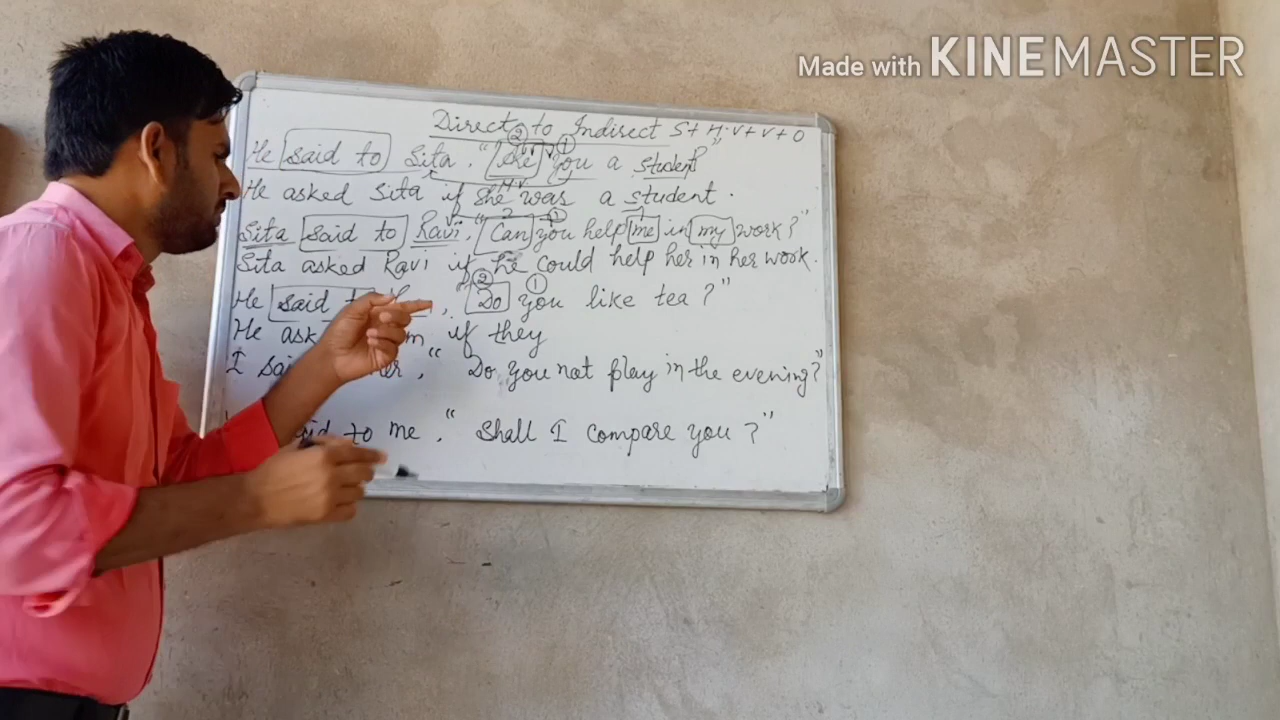 Made with KINEMASTER
Direct to Indirect S+ H.V+V+O
He said to Sita, "Are you a student"
He asked Sita if she was a student.
Sita said to Ravi, "Can you help me in my work?"
Sita asked Ravi if he could help her in her work.
He said , Do you like tea?"
He if they
I "Do you not play in the evening?"
to me, "Shall I compare you?"